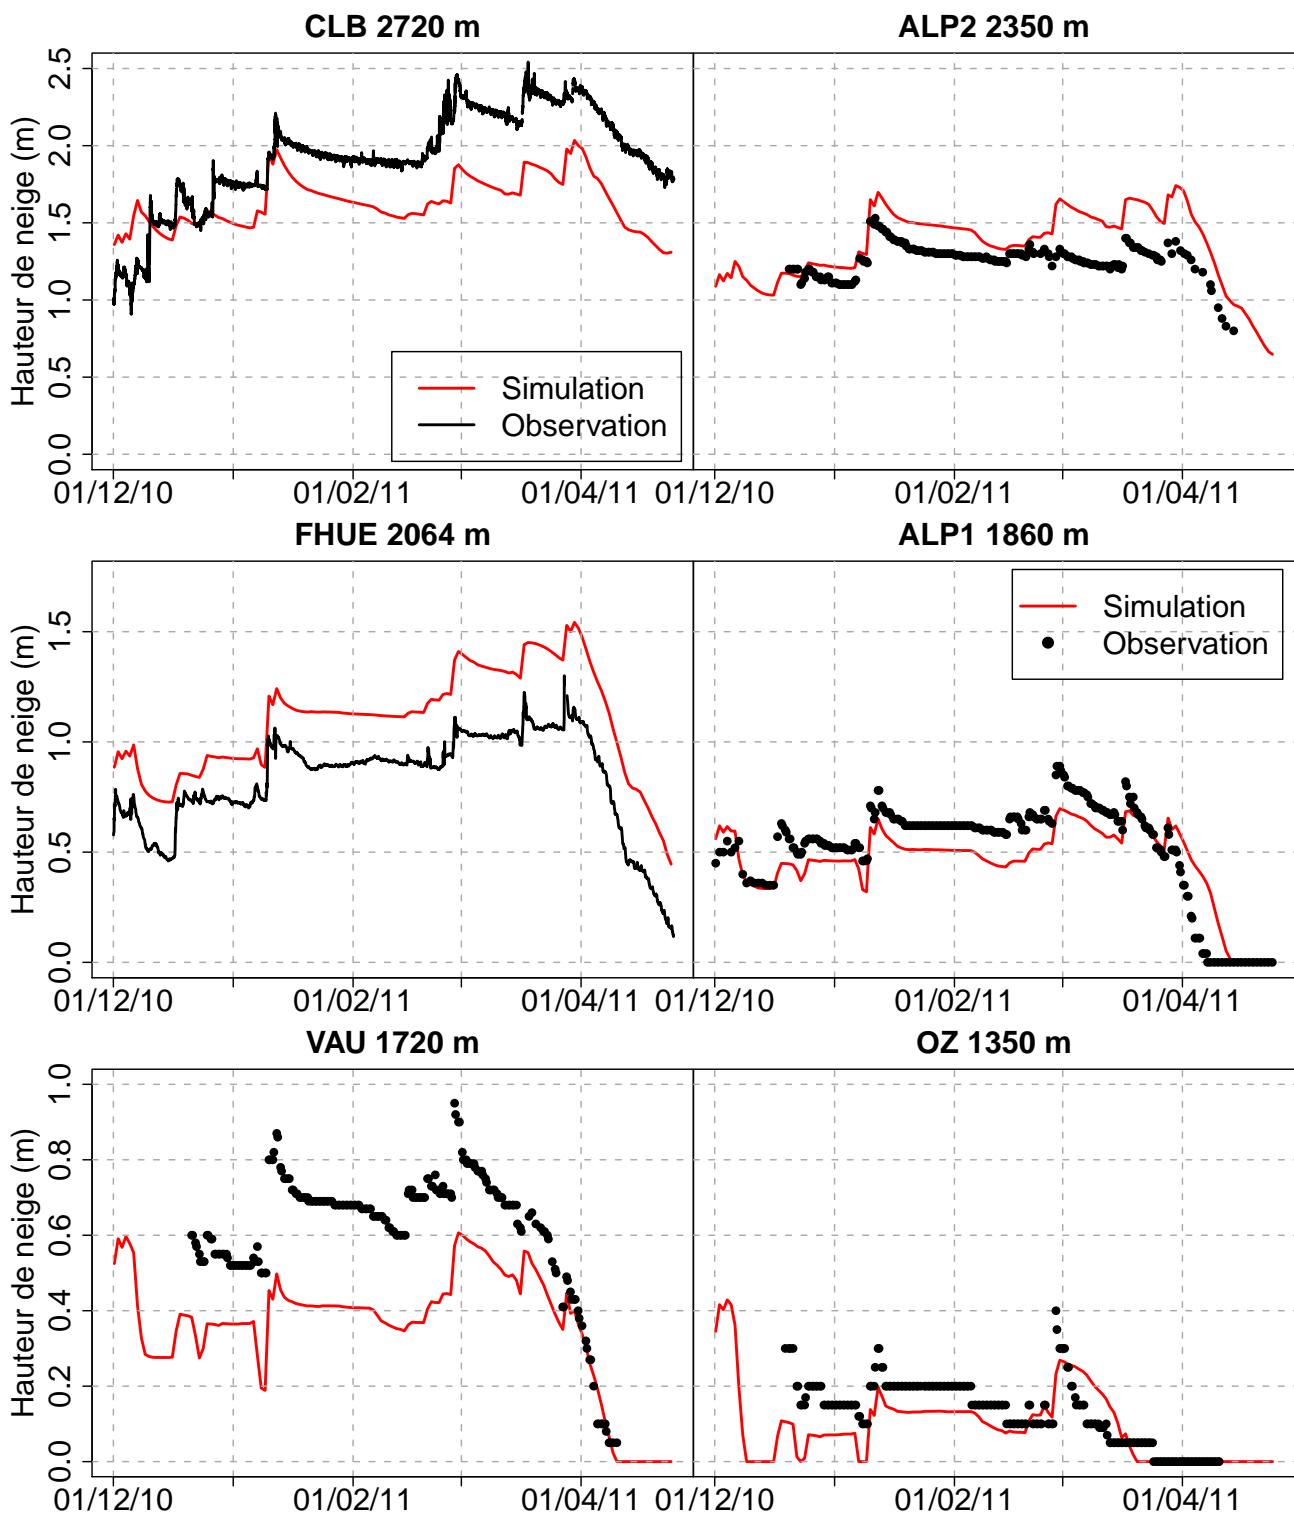 CLB 2720 m
ALP2 2350 m
Hauteur de neige (m)
0.0 0.5 1.0 1.5 2.0 2.5
Simulation
Observation
01/12/10 01/02/11 01/04/11
01/12/10 01/02/11 01/04/11
FHUE 2064 m
ALP1 1860 m
Hauteur de neige (m)
0.0 0.5 1.0 1.5
Simulation
Observation
01/12/10 01/02/11 01/04/11
01/12/10 01/02/11 01/04/11
VAU 1720 m
OZ 1350 m
Hauteur de neige (m)
0.0 0.2 0.4 0.6 0.8 1.0
01/12/10 01/02/11 01/04/11
01/12/10 01/02/11 01/04/11